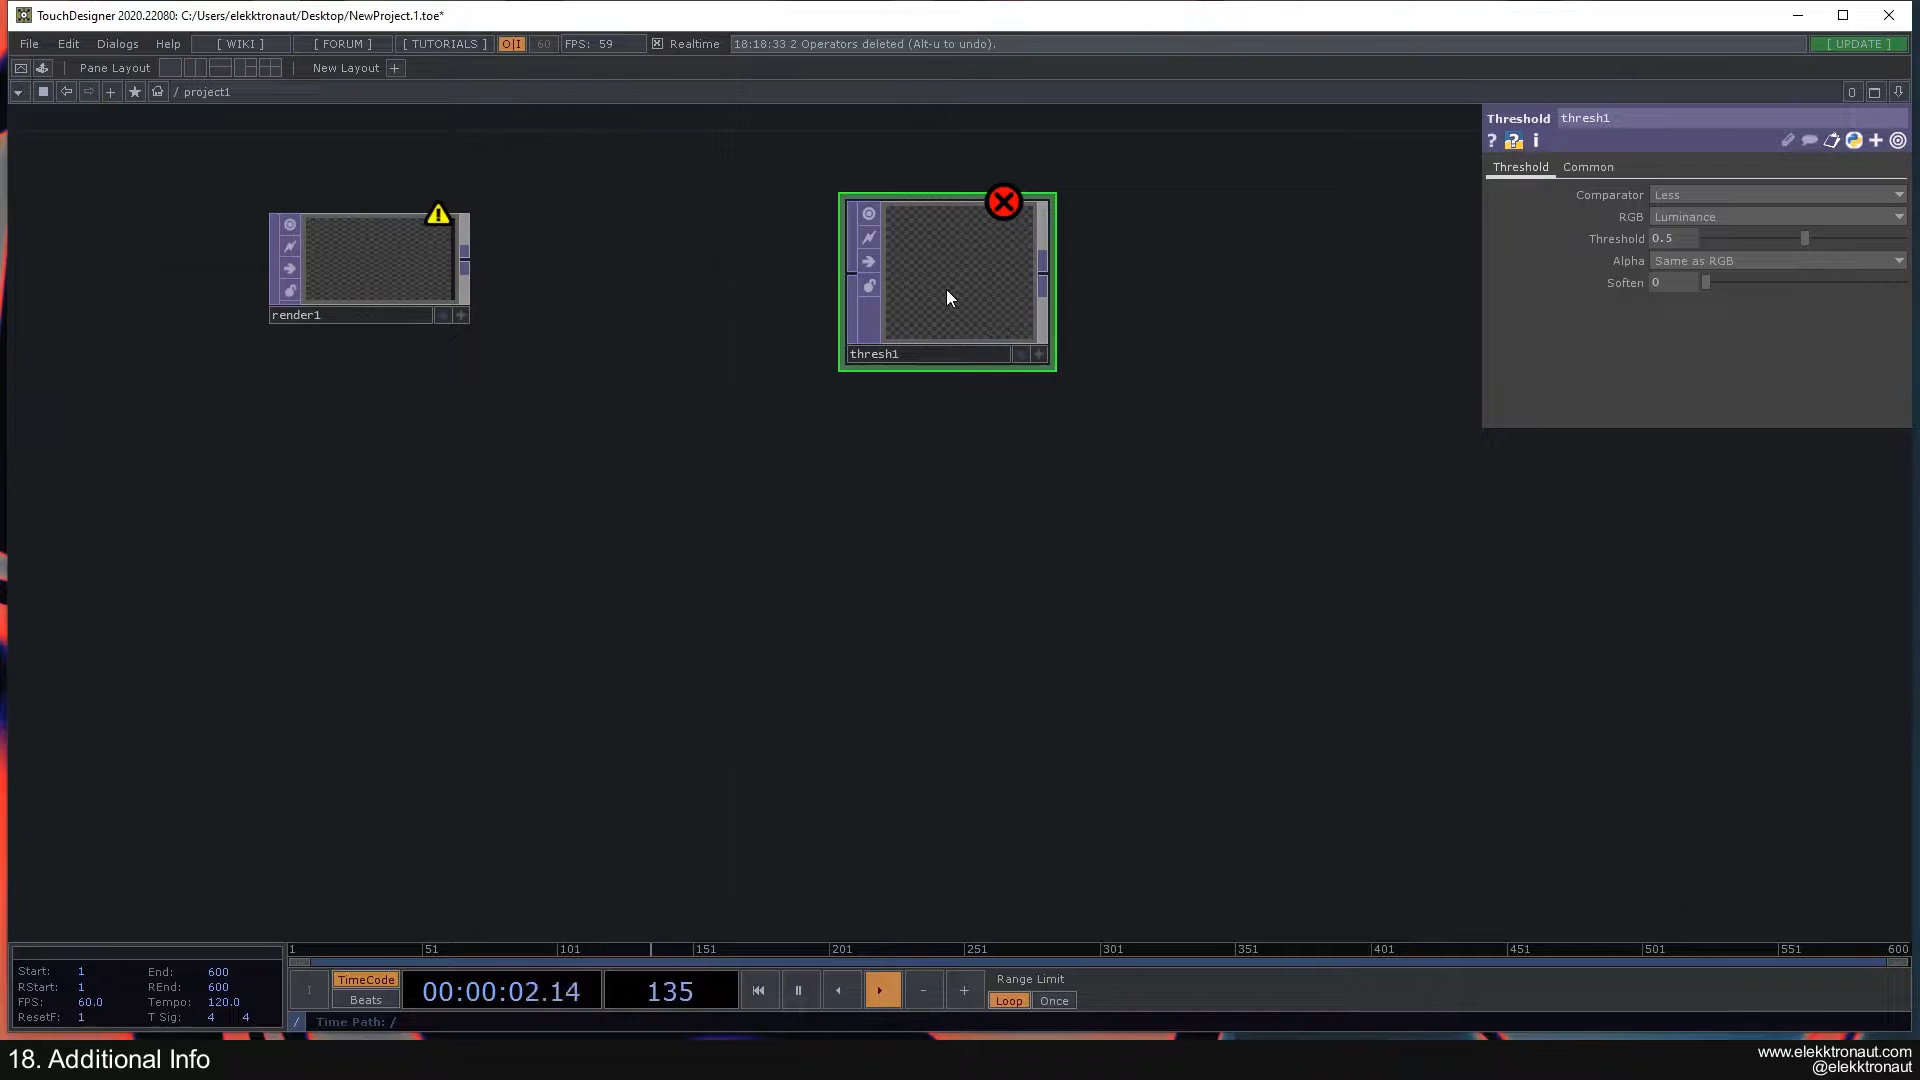 TouchDesigner 2020.22080: C:/Users/elekktronaut/Desktop/NewProject.1.toe*
File Edit Dialogs Help [ WIKI ] [ FORUM ] [ TUTORIALS ] O|I 60 FPS: 59 Realtime 18:18:33 2 Operators deleted (Alt-u to undo). [ UPDATE ]
Pane Layout New Layout +
/ project1 0
Threshold thresh1
? ? i
Threshold Common
Comparator Less
RGB Luminance
Threshold 0.5
Alpha Same as RGB
Soften 0
render1
thresh1
1 51 101 151 201 251 301 351 401 451 501 551 600
Start: 1 End: 600
RStart: 1 REnd: 600
FPS: 60.0 Tempo: 120.0
ResetF: 1 T Sig: 4 4
TimeCode
Beats
00:00:02.14 135
- +
Range Limit
Loop Once
/ Time Path: /
18. Additional Info
www.elekktronaut.com
@elekktronaut